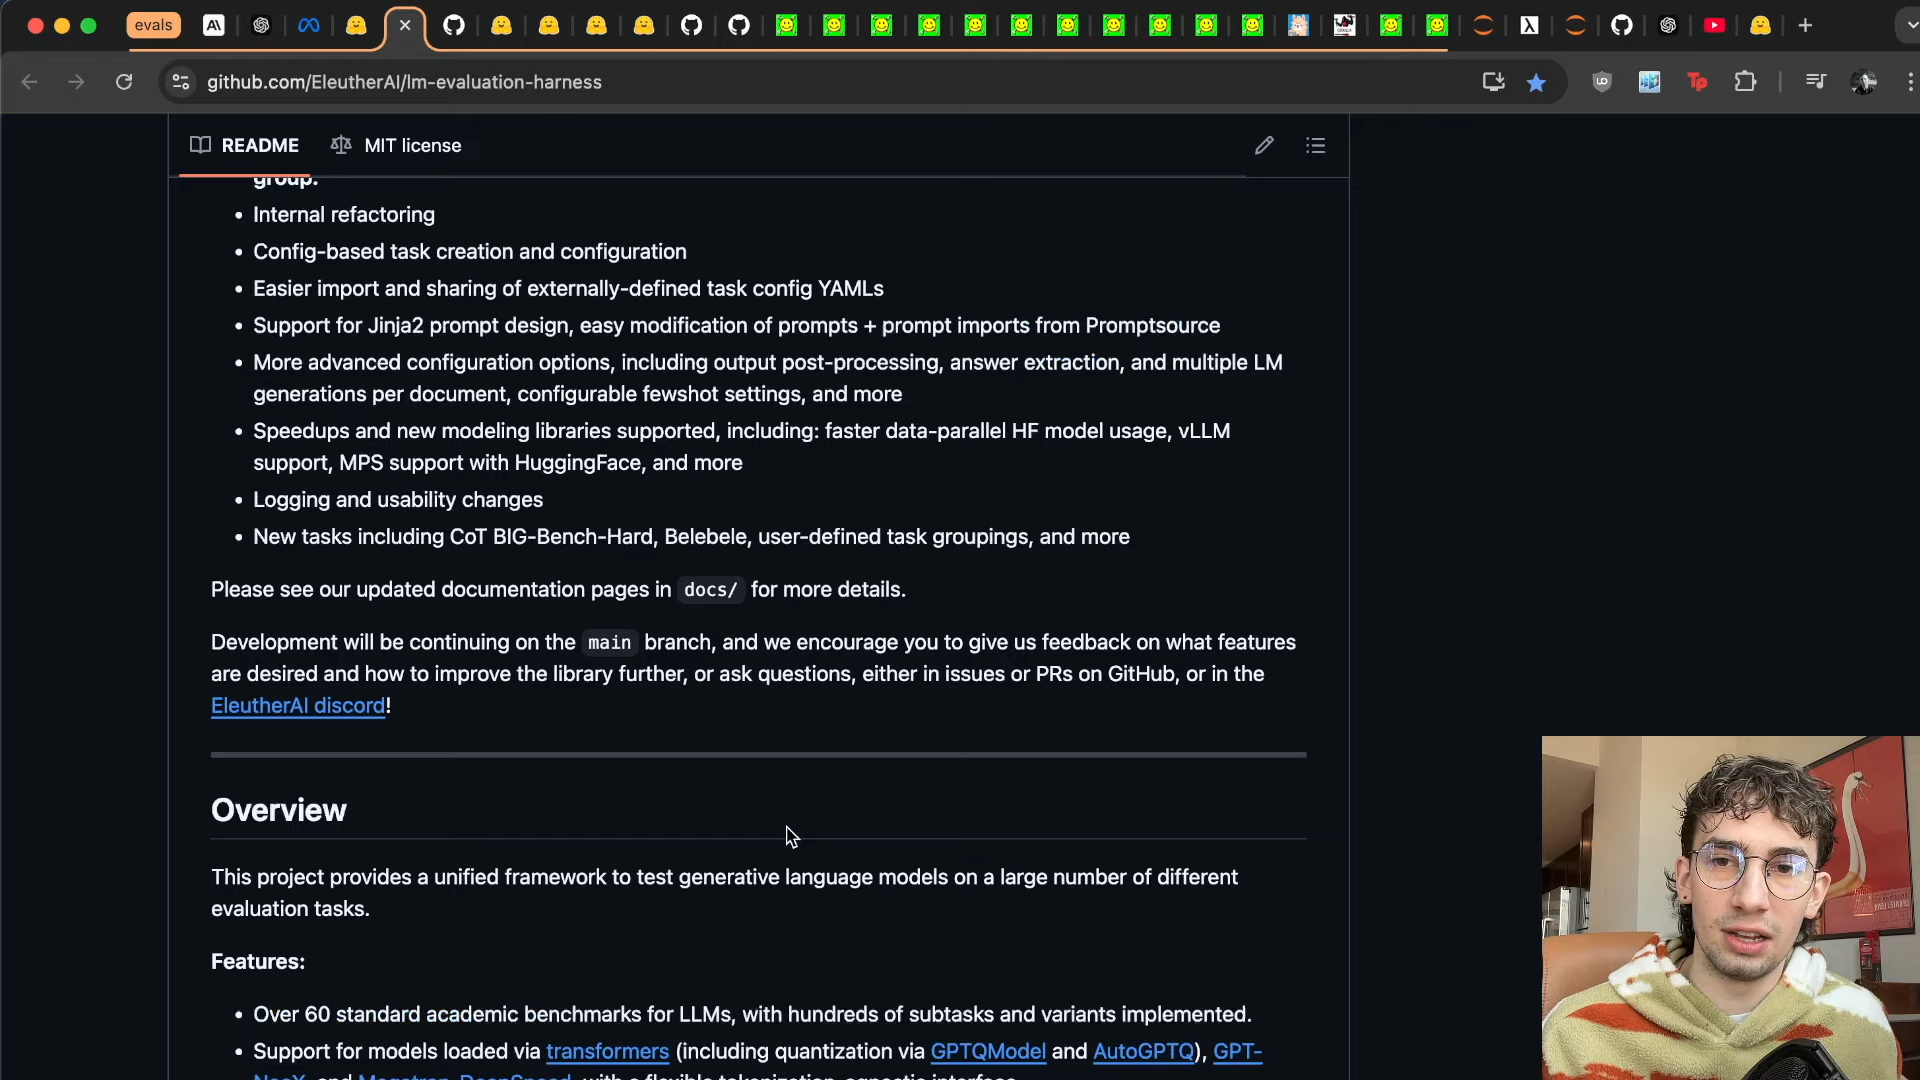 evals
github.com/EleutherAI/lm-evaluation-harness
README
MIT license
group.
• Internal refactoring
• Config-based task creation and configuration
• Easier import and sharing of externally-defined task config YAMLs
• Support for Jinja2 prompt design, easy modification of prompts + prompt imports from Promptsource
• More advanced configuration options, including output post-processing, answer extraction, and multiple LM
generations per document, configurable fewshot settings, and more
• Speedups and new modeling libraries supported, including: faster data-parallel HF model usage, vLLM
support, MPS support with HuggingFace, and more
• Logging and usability changes
• New tasks including CoT BIG-Bench-Hard, Belebele, user-defined task groupings, and more
Please see our updated documentation pages in docs/ for more details.
Development will be continuing on the main branch, and we encourage you to give us feedback on what features
are desired and how to improve the library further, or ask questions, either in issues or PRs on GitHub, or in the
EleutherAI discord!
Overview
This project provides a unified framework to test generative language models on a large number of different
evaluation tasks.
Features:
• Over 60 standard academic benchmarks for LLMs, with hundreds of subtasks and variants implemented.
• Support for models loaded via transformers (including quantization via GPTQModel and AutoGPTQ), GPT-
NeoX, and Megatron-DeepSpeed, with a flexible tokenization-agnostic interface.